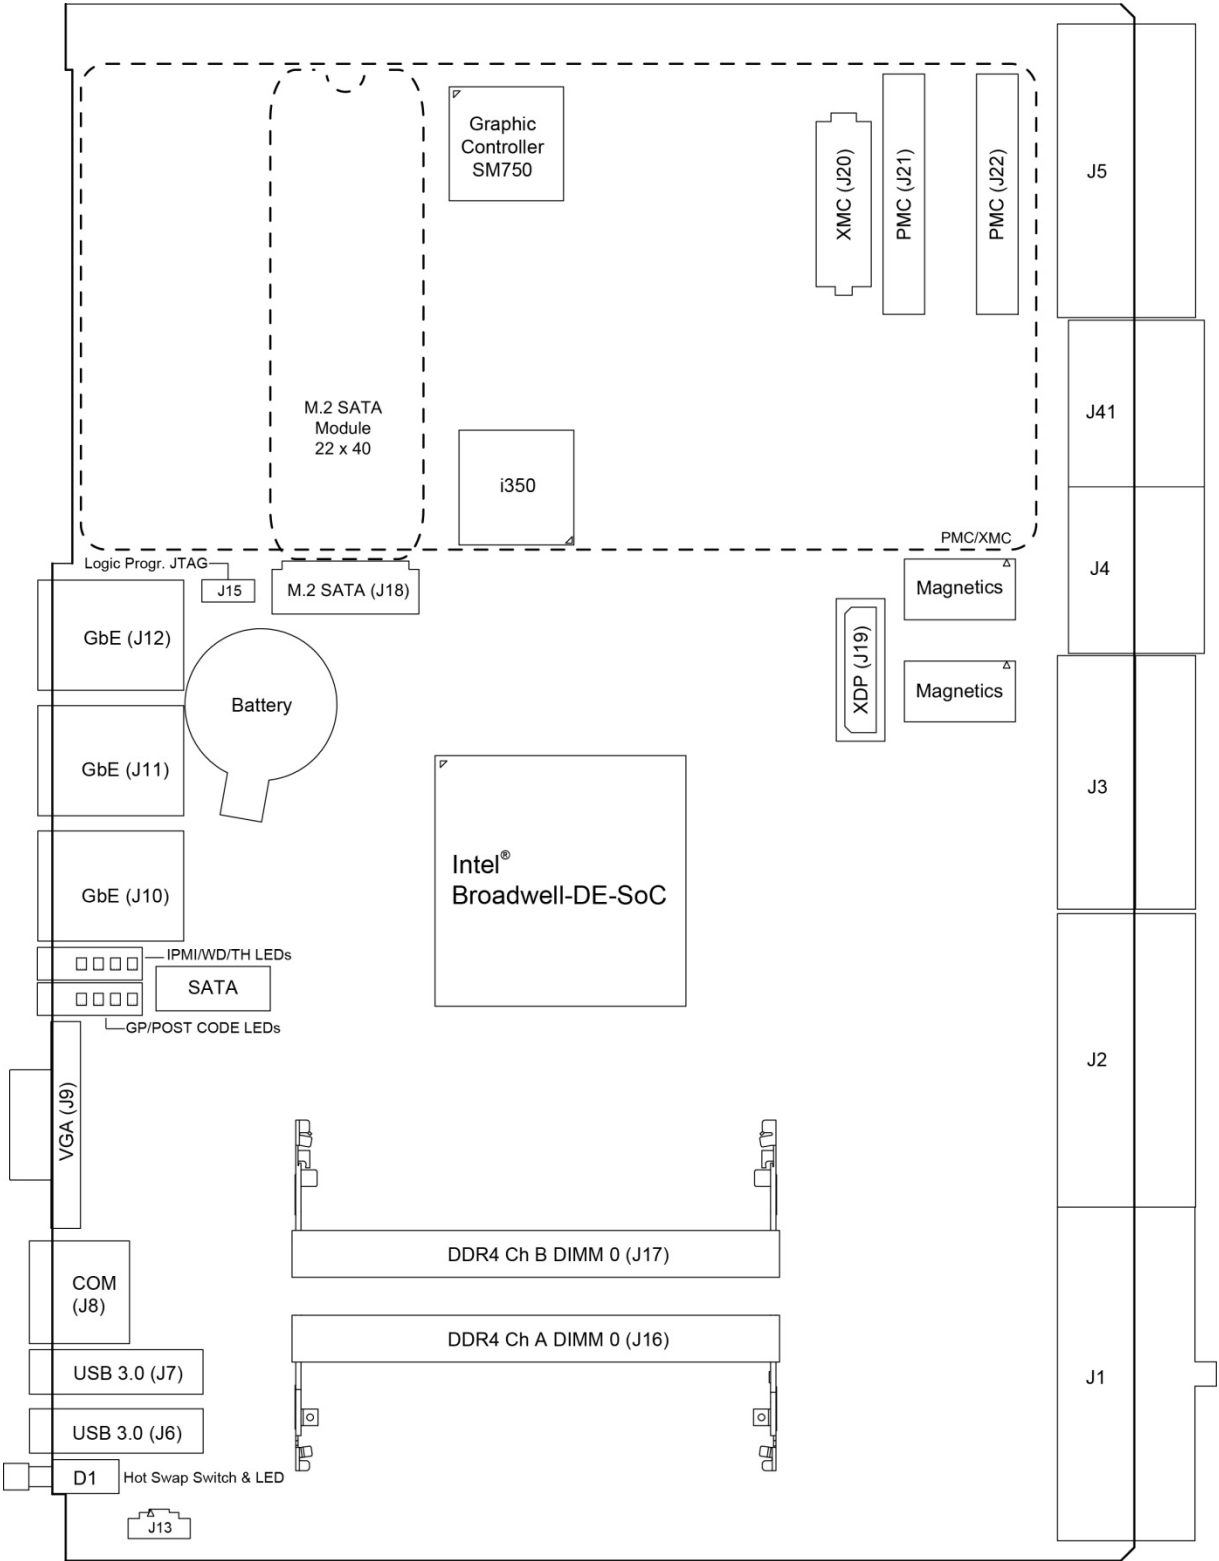 Graphic
Controller
SM750
XMC (J20)
PMC (J21)
PMC (J22)
J5
J41
M.2 SATA
Module
22 x 40
i350
PMC/XMC
J4
Logic Progr. JTAG
J15
M.2 SATA (J18)
Magnetics
GbE (J12)
XDP (J19)
Battery
Magnetics
GbE (J11)
J3
Intel®
Broadwell-DE-SoC
GbE (J10)
IPMI/WD/TH LEDs
SATA
GP/POST CODE LEDs
J2
VGA (J9)
DDR4 Ch B DIMM 0 (J17)
COM
(J8)
DDR4 Ch A DIMM 0 (J16)
USB 3.0 (J7)
J1
USB 3.0 (J6)
D1
Hot Swap Switch & LED
J13